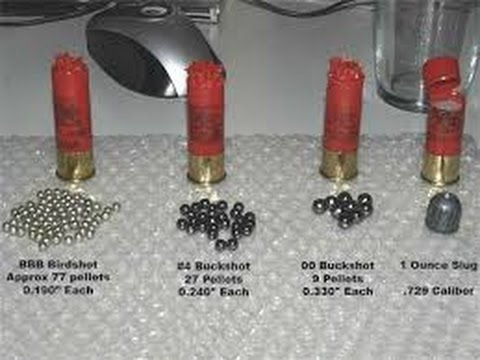 BBB Birdshot
Approx 77 pellets
0.190" Each
#4 Buckshot
27 Pellets
0.240" Each
00 Buckshot
9 Pellets
0.330" Each
1 Ounce Slug
.729 Caliber